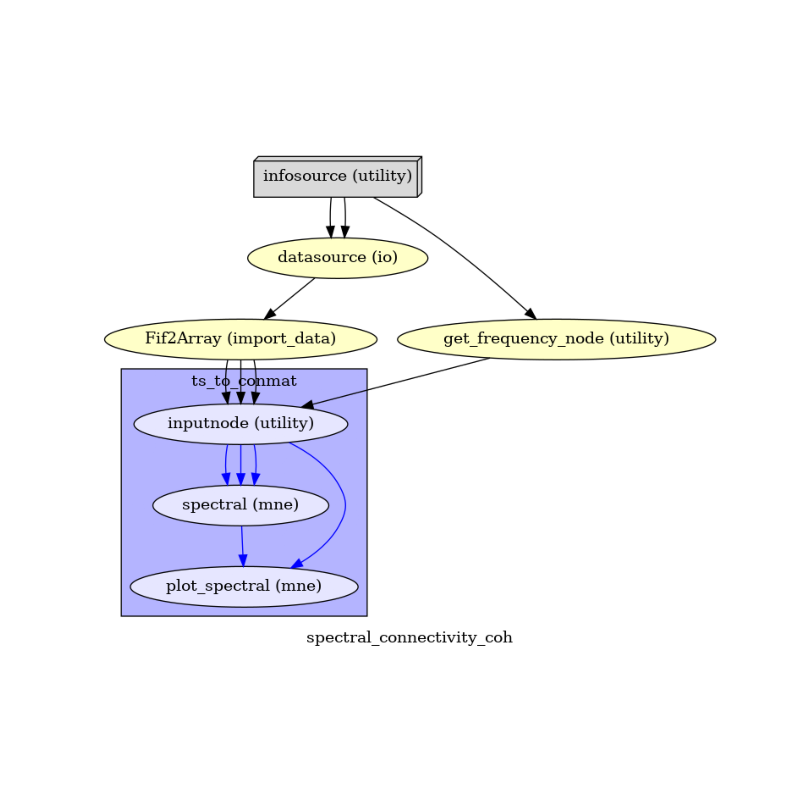 infosource (utility)
datasource (io)
Fif2Array (import_data)
get_frequency_node (utility)
ts_to_conmat
inputnode (utility)
spectral (mne)
plot_spectral (mne)
spectral_connectivity_coh